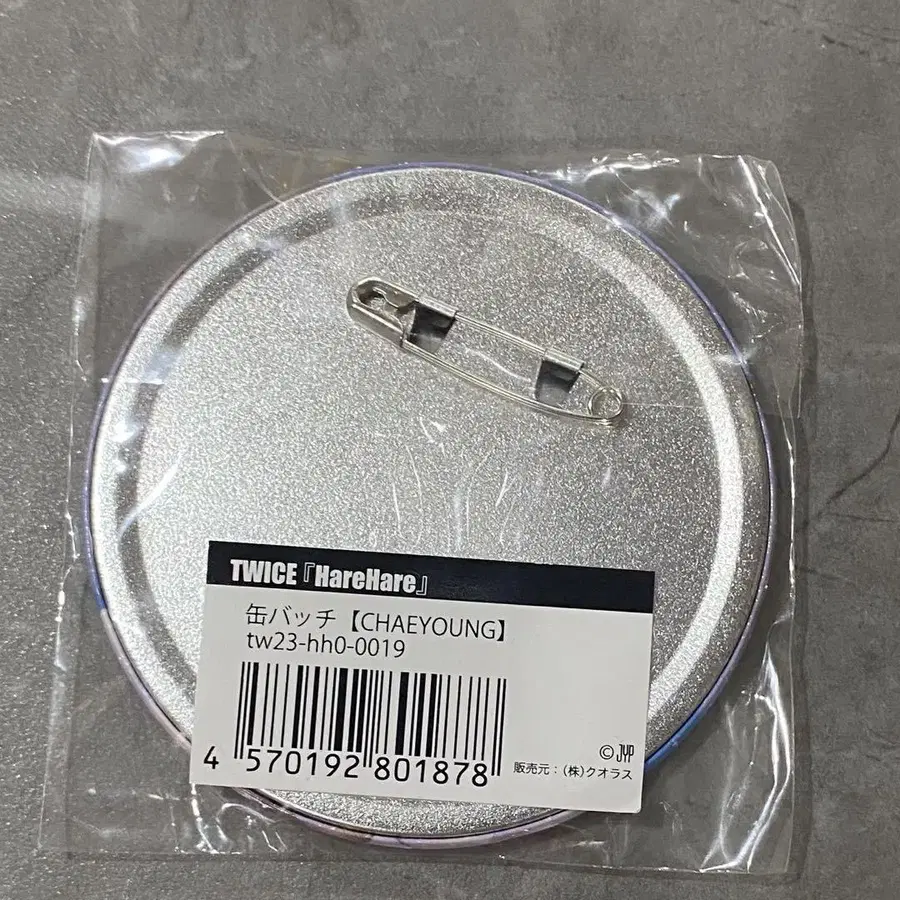 TWICE『HareHare』
缶バッチ【CHAEYOUNG】
tw23-hh0-0019
4 570192 801878
© JYP
販売元：(株)クオラス